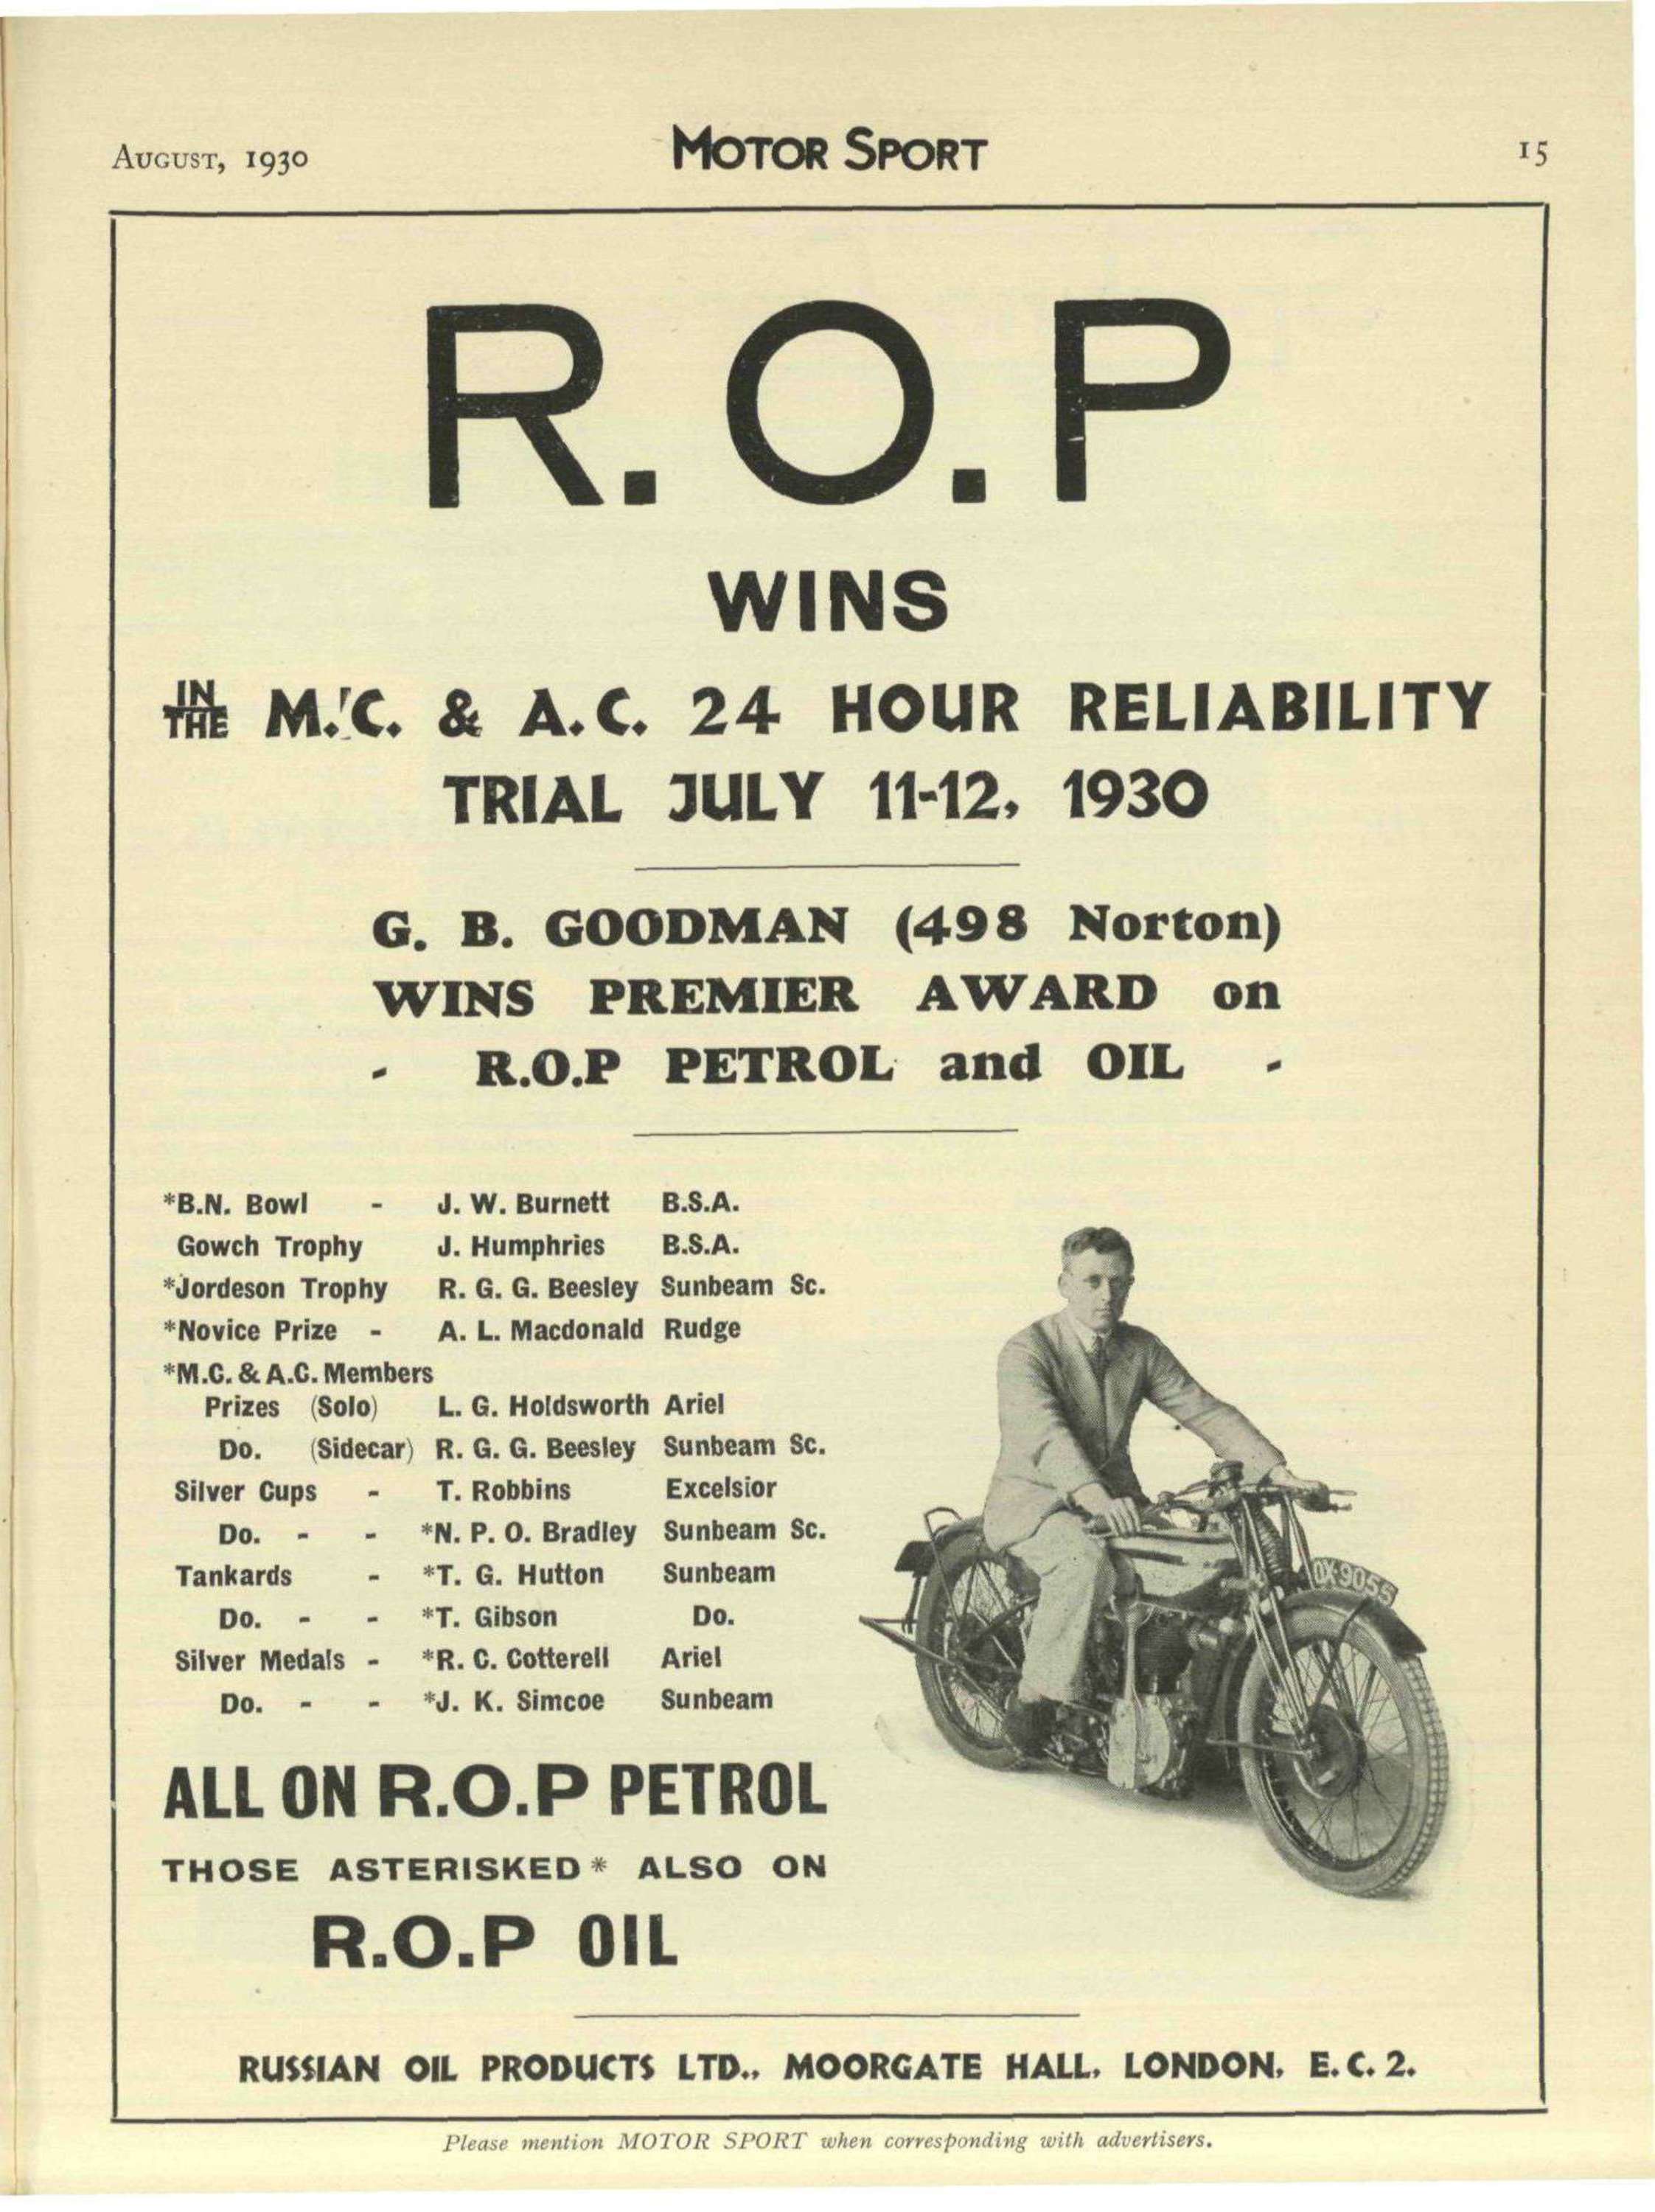 AUGUST, 1930
MOTOR SPORT
15
R.O.P
WINS
IN THE M.C. & A.C. 24 HOUR RELIABILITY
TRIAL JULY 11-12, 1930
G. B. GOODMAN (498 Norton)
WINS PREMIER AWARD on
- R.O.P PETROL and OIL -
*B.N. Bowl - J. W. Burnett B.S.A.
Gowch Trophy J. Humphries B.S.A.
*Jordeson Trophy R. G. G. Beesley Sunbeam Sc.
*Novice Prize - A. L. Macdonald Rudge
*M.C. & A.C. Members
Prizes (Solo) L. G. Holdsworth Ariel
Do. (Sidecar) R. G. G. Beesley Sunbeam Sc.
Silver Cups - T. Robbins Excelsior
Do. - - *N. P. O. Bradley Sunbeam Sc.
Tankards - *T. G. Hutton Sunbeam
Do. - - *T. Gibson Do.
Silver Medals - *R. C. Cotterell Ariel
Do. - - *J. K. Simcoe Sunbeam
OX·9055
ALL ON R.O.P PETROL
THOSE ASTERISKED * ALSO ON
R.O.P OIL
RUSSIAN OIL PRODUCTS LTD., MOORGATE HALL, LONDON, E.C. 2.
Please mention MOTOR SPORT when corresponding with advertisers.